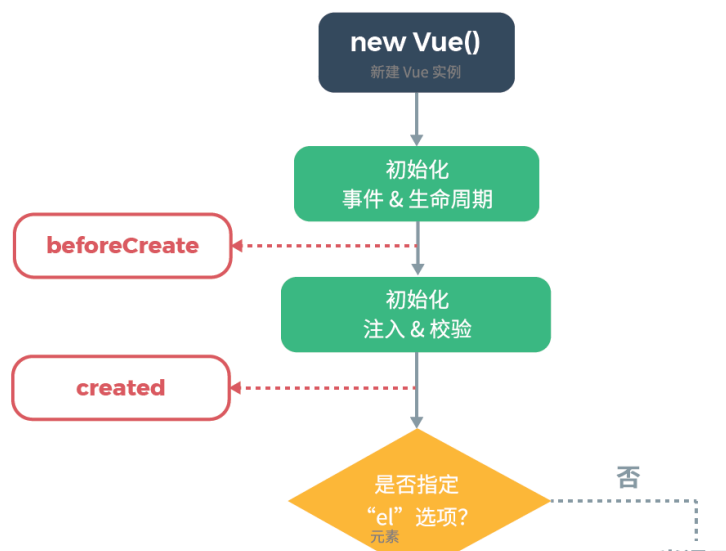 new Vue()
新建 Vue 实例
初始化
事件 & 生命周期
beforeCreate
初始化
注入 & 校验
created
是否指定
“el”选项？
元素
否